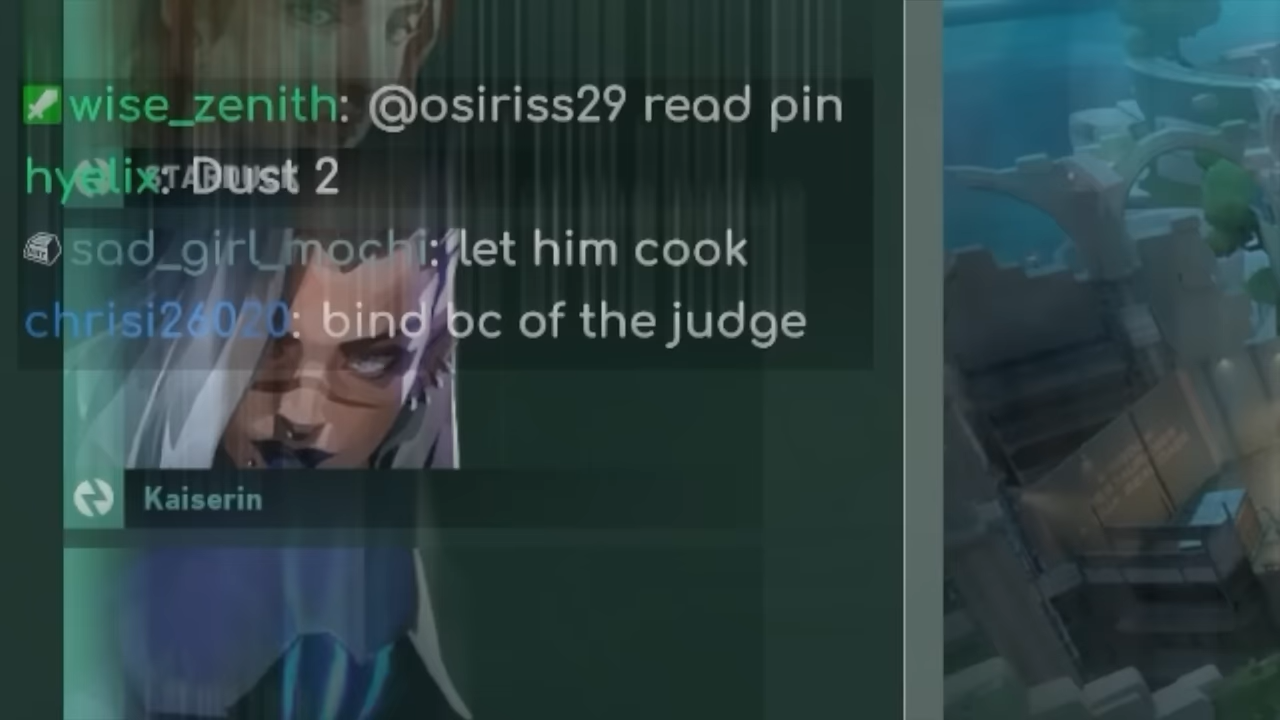 wise_zenith: @osiriss29 read pin
hyelix: Dust 2
sad_girl_mochi: let him cook
chrisi26020: bind bc of the judge
Kaiserin